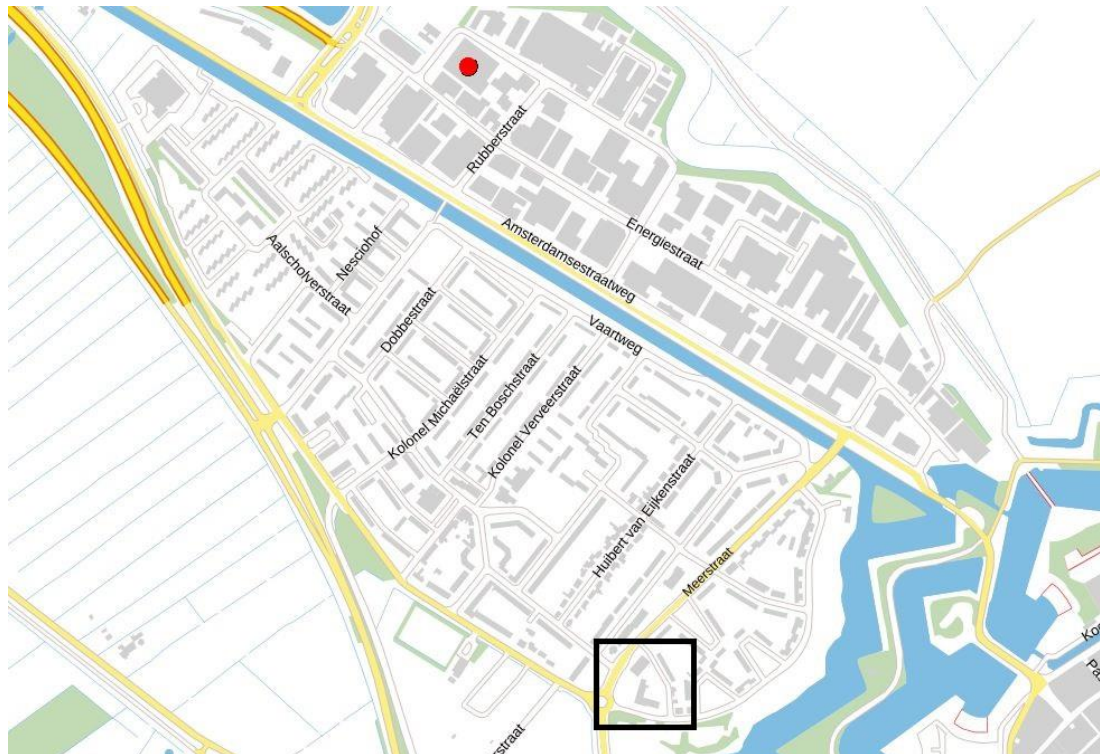 Rubberstraat
Energiestraat
Amsterdamsestraatweg
Nesciohof
Aalscholverstraat
Dobbestraat
Vaartweg
Kolonel Michaëlstraat
Ten Boschstraat
Kolonel Verveerstraat
Huibert van Eijkenstraat
Meerstraat